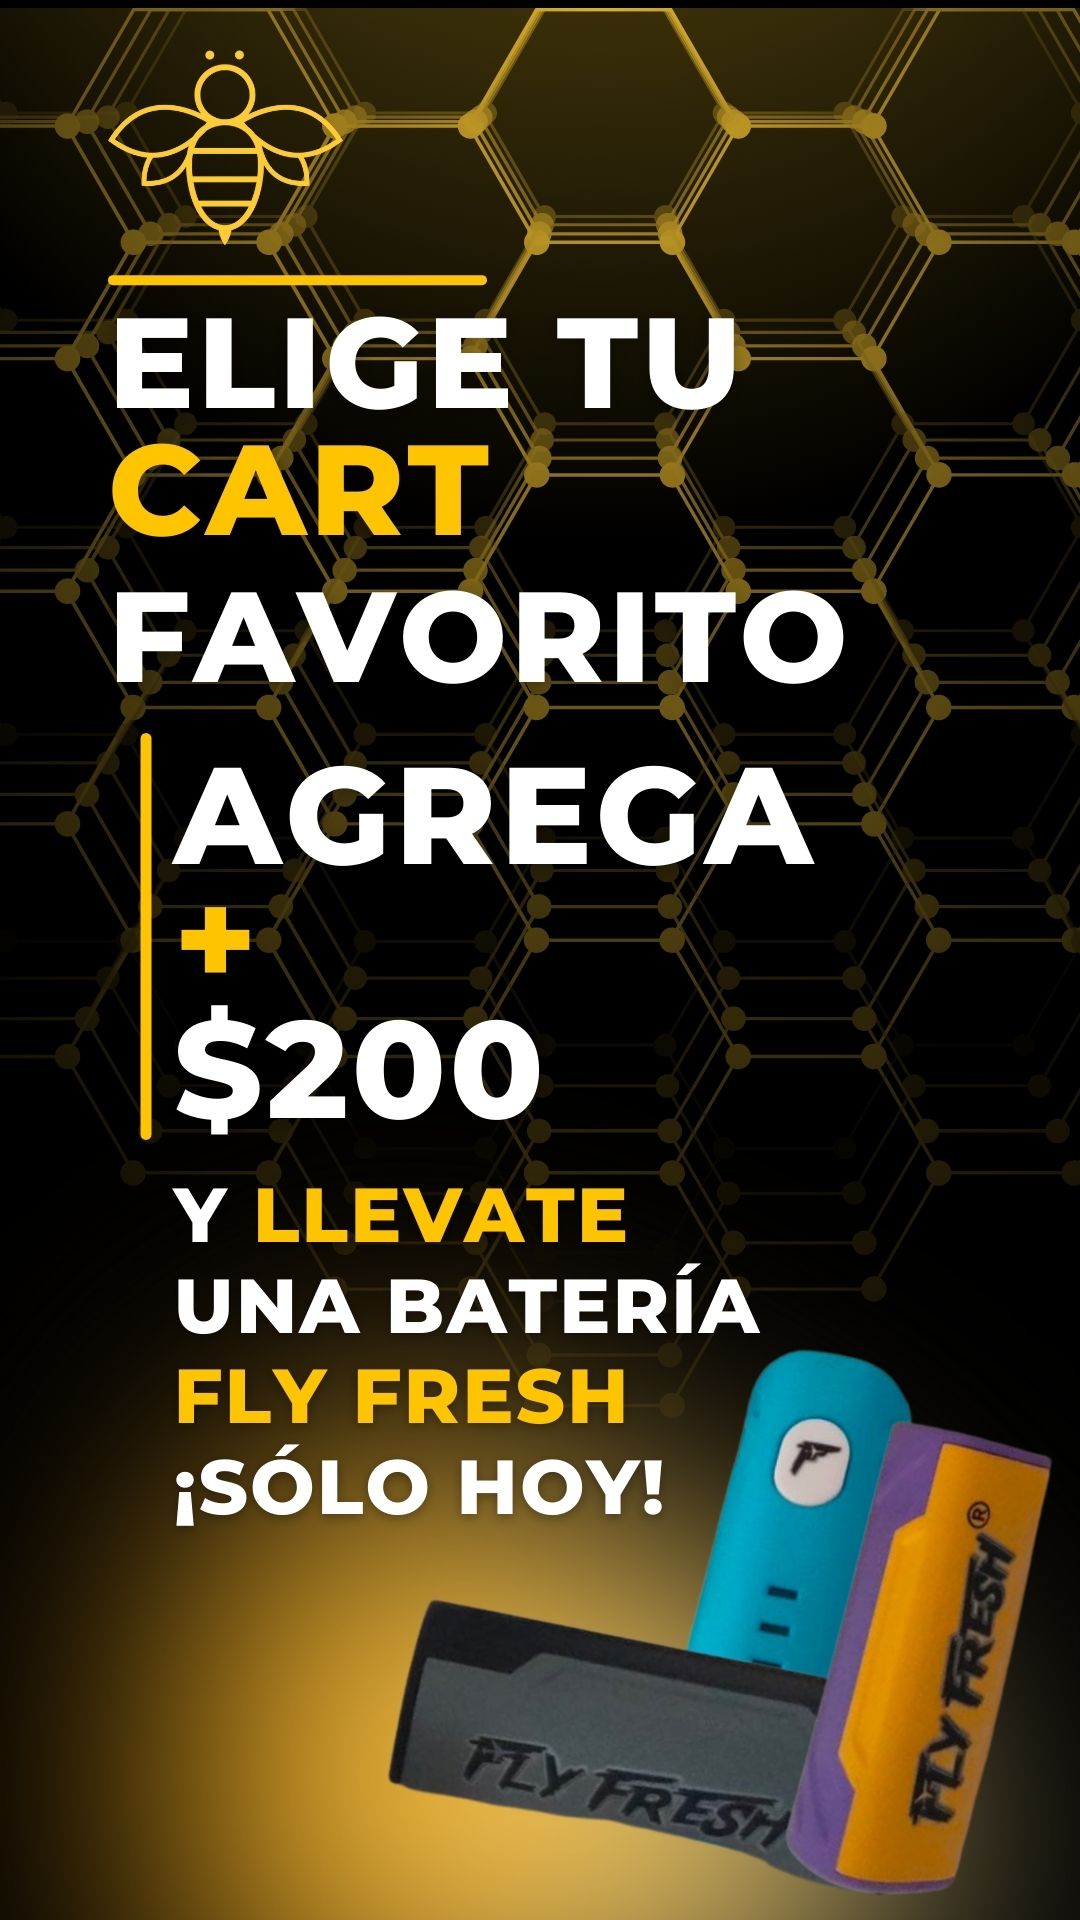 ELIGE TU
CART
FAVORITO
AGREGA
+
$200
Y LLEVATE
UNA BATERÍA
FLY FRESH
¡SÓLO HOY!
FLY FRESH
FLY FRESH®